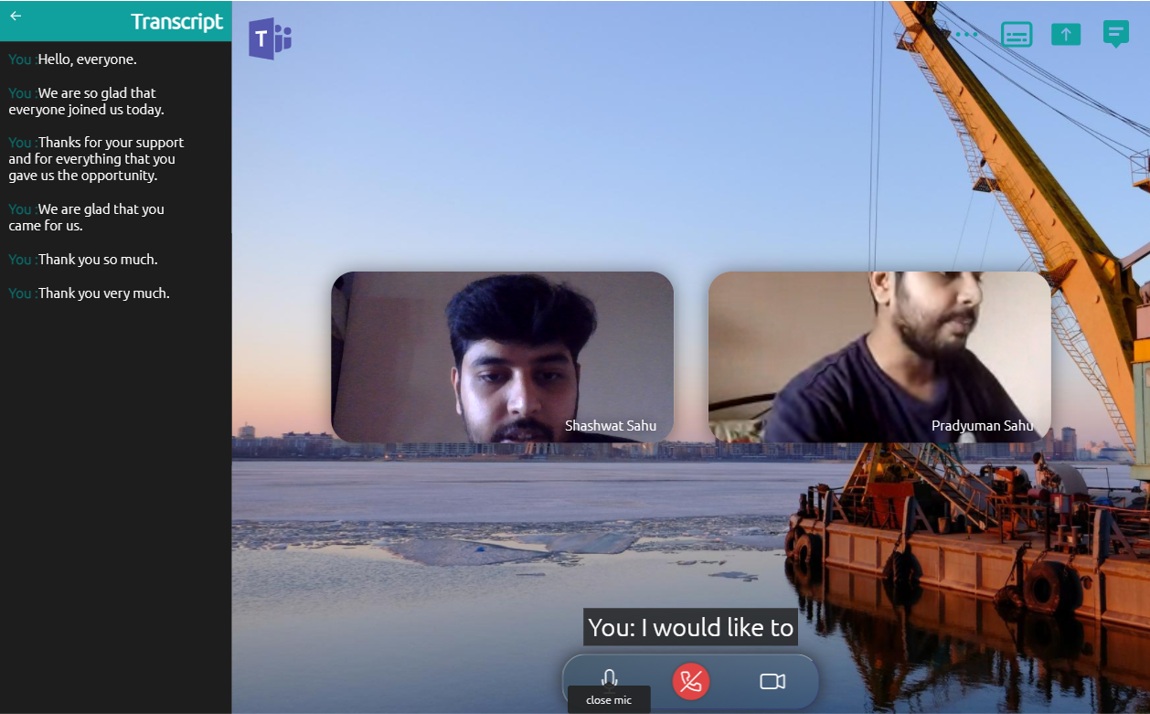 Transcript
You :Hello, everyone.
You :We are so glad that
everyone joined us today.
You :Thanks for your support
and for everything that you
gave us the opportunity.
You :We are glad that you
came for us.
You :Thank you so much.
You :Thank you very much.
T
Shashwat Sahu
Pradyuman Sahu
You: I would like to
close mic